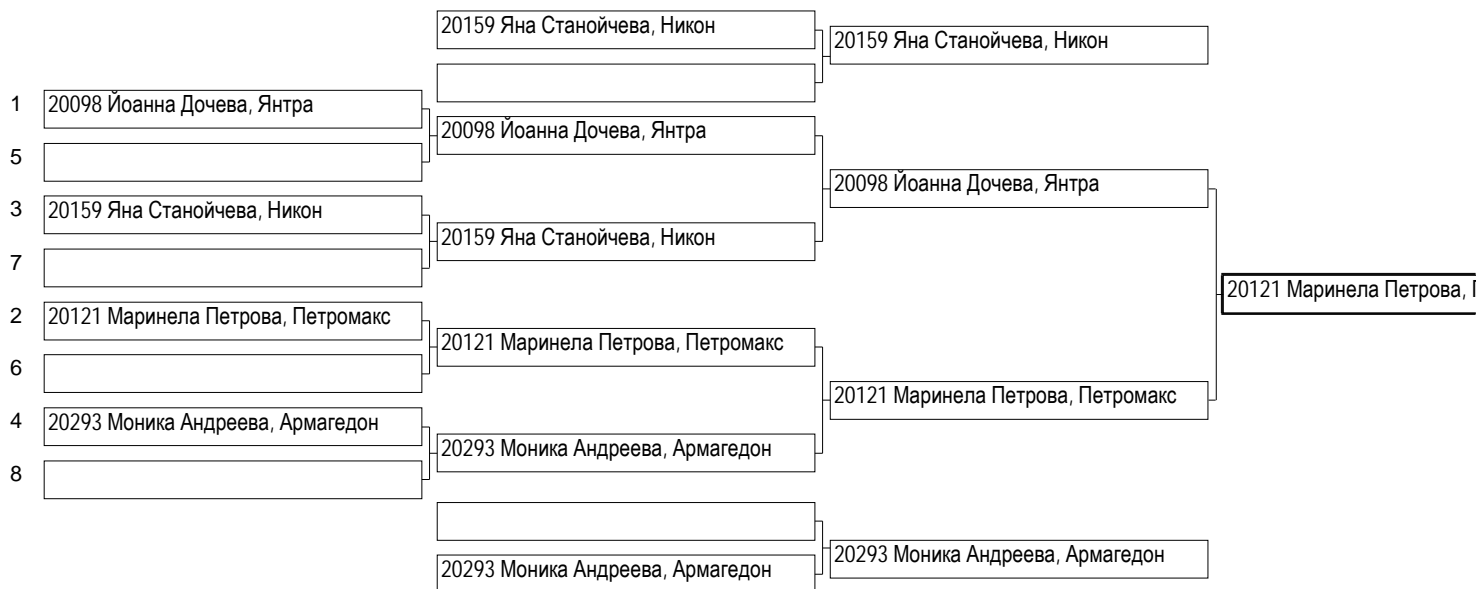 20159 Яна Станойчева, Никон
20159 Яна Станойчева, Никон
1 20098 Йоанна Дочева, Янтра
20098 Йоанна Дочева, Янтра
5
20098 Йоанна Дочева, Янтра
3 20159 Яна Станойчева, Никон
20159 Яна Станойчева, Никон
7
20121 Маринела Петрова,
2 20121 Маринела Петрова, Петромакс
20121 Маринела Петрова, Петромакс
6
20121 Маринела Петрова, Петромакс
4 20293 Моника Андреева, Армагедон
20293 Моника Андреева, Армагедон
8
20293 Моника Андреева, Армагедон
20293 Моника Андреева, Армагедон